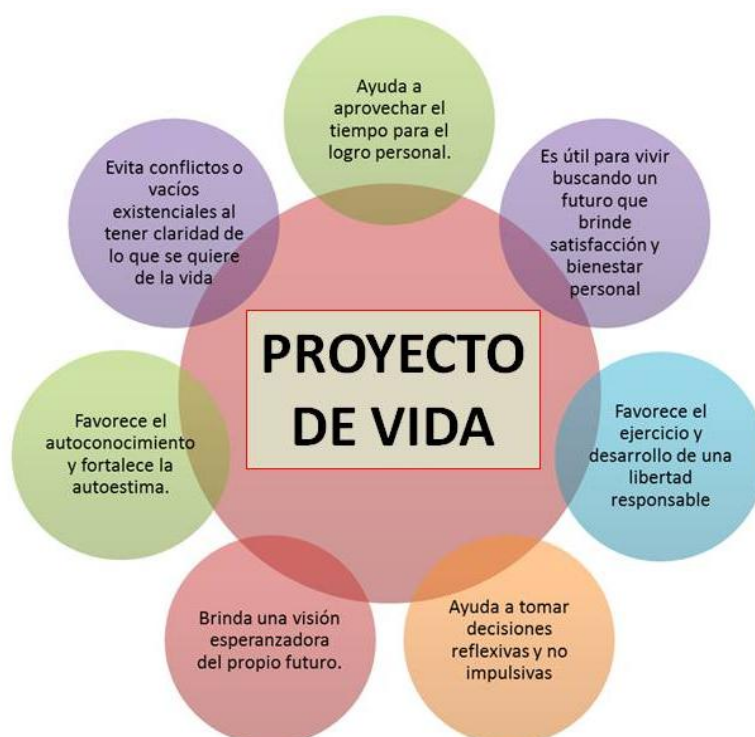 Ayuda a
aprovechar el
tiempo para el
logro personal.
Es útil para vivir
buscando un
futuro que
brinde
satisfacción y
bienestar
personal
Favorece el
ejercicio y
desarrollo de una
libertad
responsable
Ayuda a tomar
decisiones
reflexivas y no
impulsivas
Brinda una visión
esperanzadora
del propio futuro.
Favorece el
autoconocimiento
y fortalece la
autoestima.
Evita conflictos o
vacíos
existenciales al
tener claridad de
lo que se quiere
de la vida
PROYECTO
DE VIDA